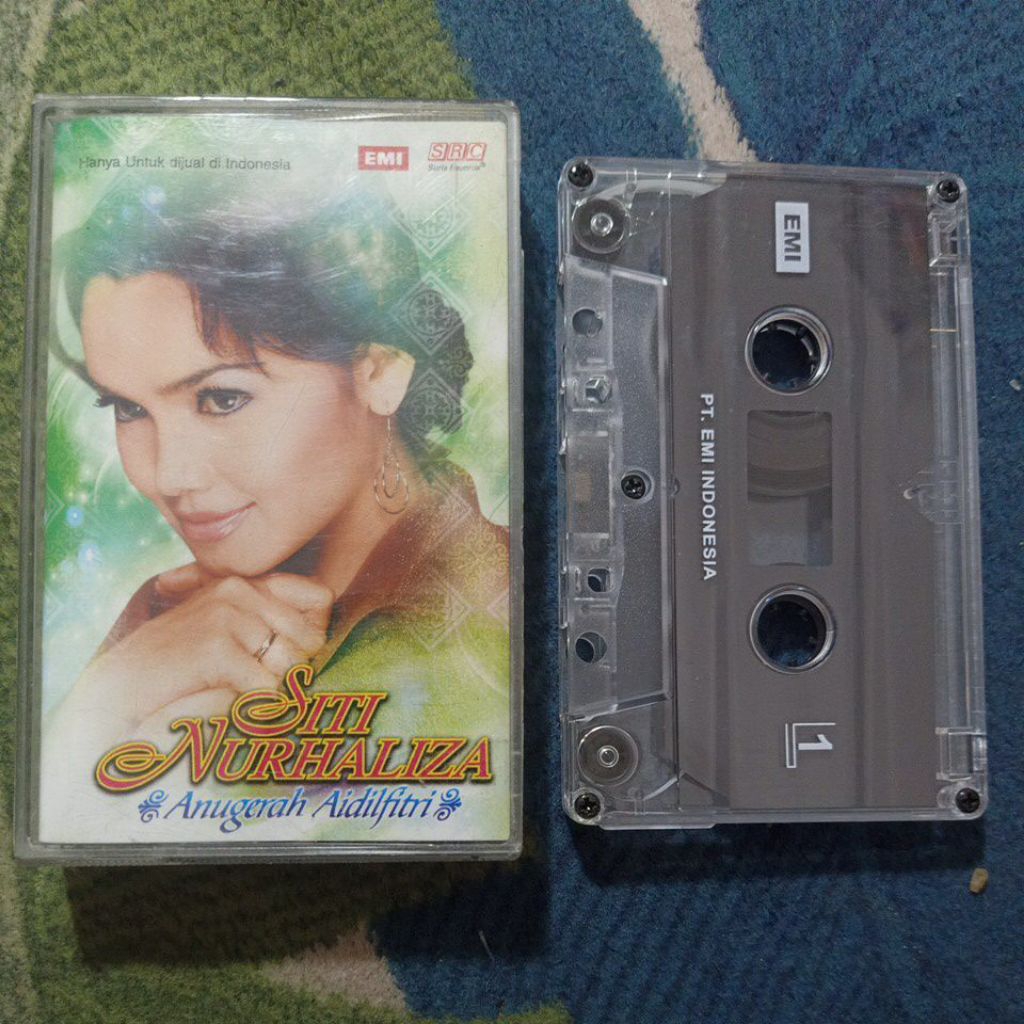 Hanya Untuk dijual di Indonesia
EMI
SRC
SITI
NURHALIZA
Anugerah Aidilfitri
EMI
PT. EMI INDONESIA
1